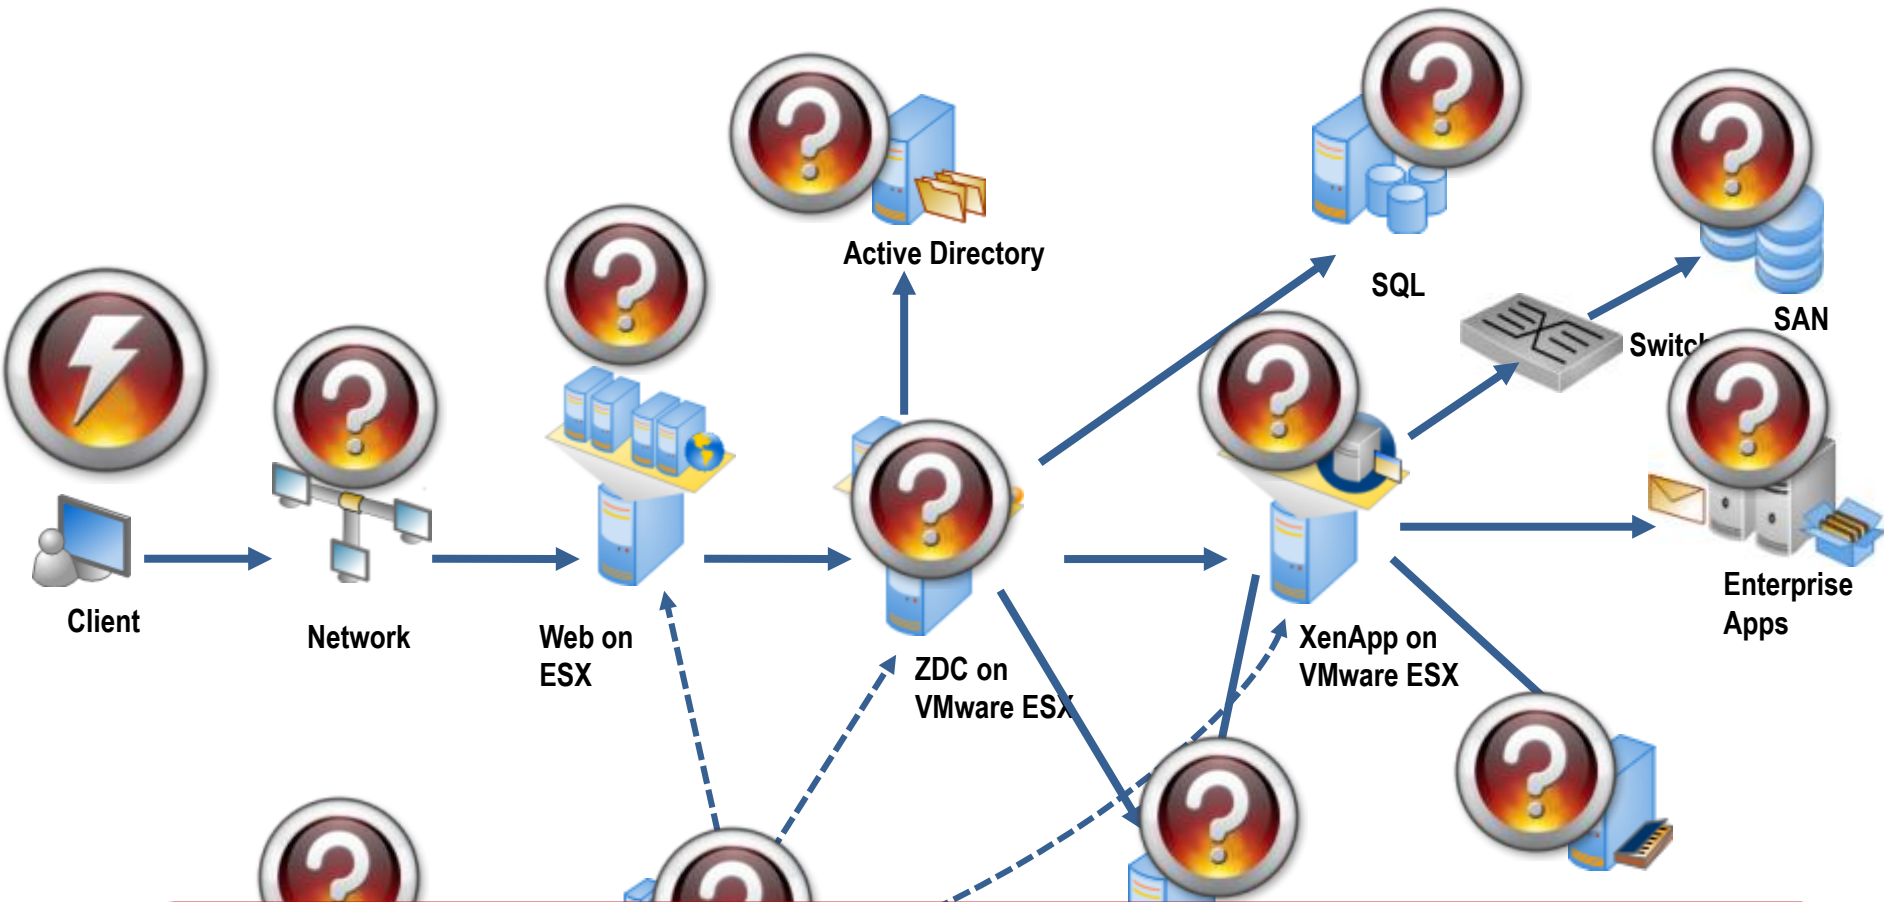 Active Directory
SQL
SAN
Switch
Client
Network
Web on
ESX
ZDC on
VMware ESX
XenApp on
VMware ESX
Enterprise
Apps